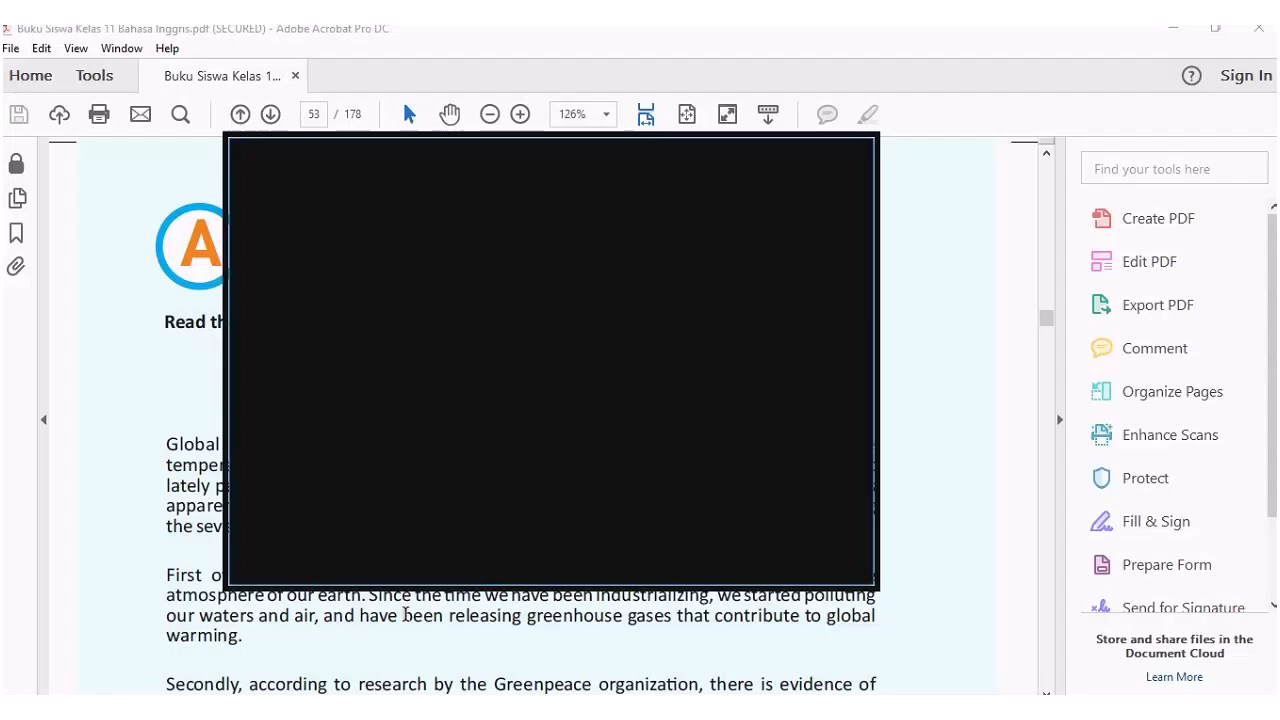 Buku Siswa Kelas 11 Bahasa Inggris.pdf (SECURED) - Adobe Acrobat Pro DC
File Edit View Window Help
Home Tools Buku Siswa Kelas 1... × Sign In
53 / 178 126%
Find your tools here
Create PDF
Edit PDF
Export PDF
Comment
Organize Pages
Enhance Scans
Protect
Fill & Sign
Prepare Form
Send for Signature
Store and share files in the
Document Cloud
Learn More
A
Read
Global
lately
the
First
atmosphere of our earth. Since the time we have been industrializing, we started polluting
our waters and air, and have been releasing greenhouse gases that contribute to global
warming.
Secondly, according to research by the Greenpeace organization, there is evidence of